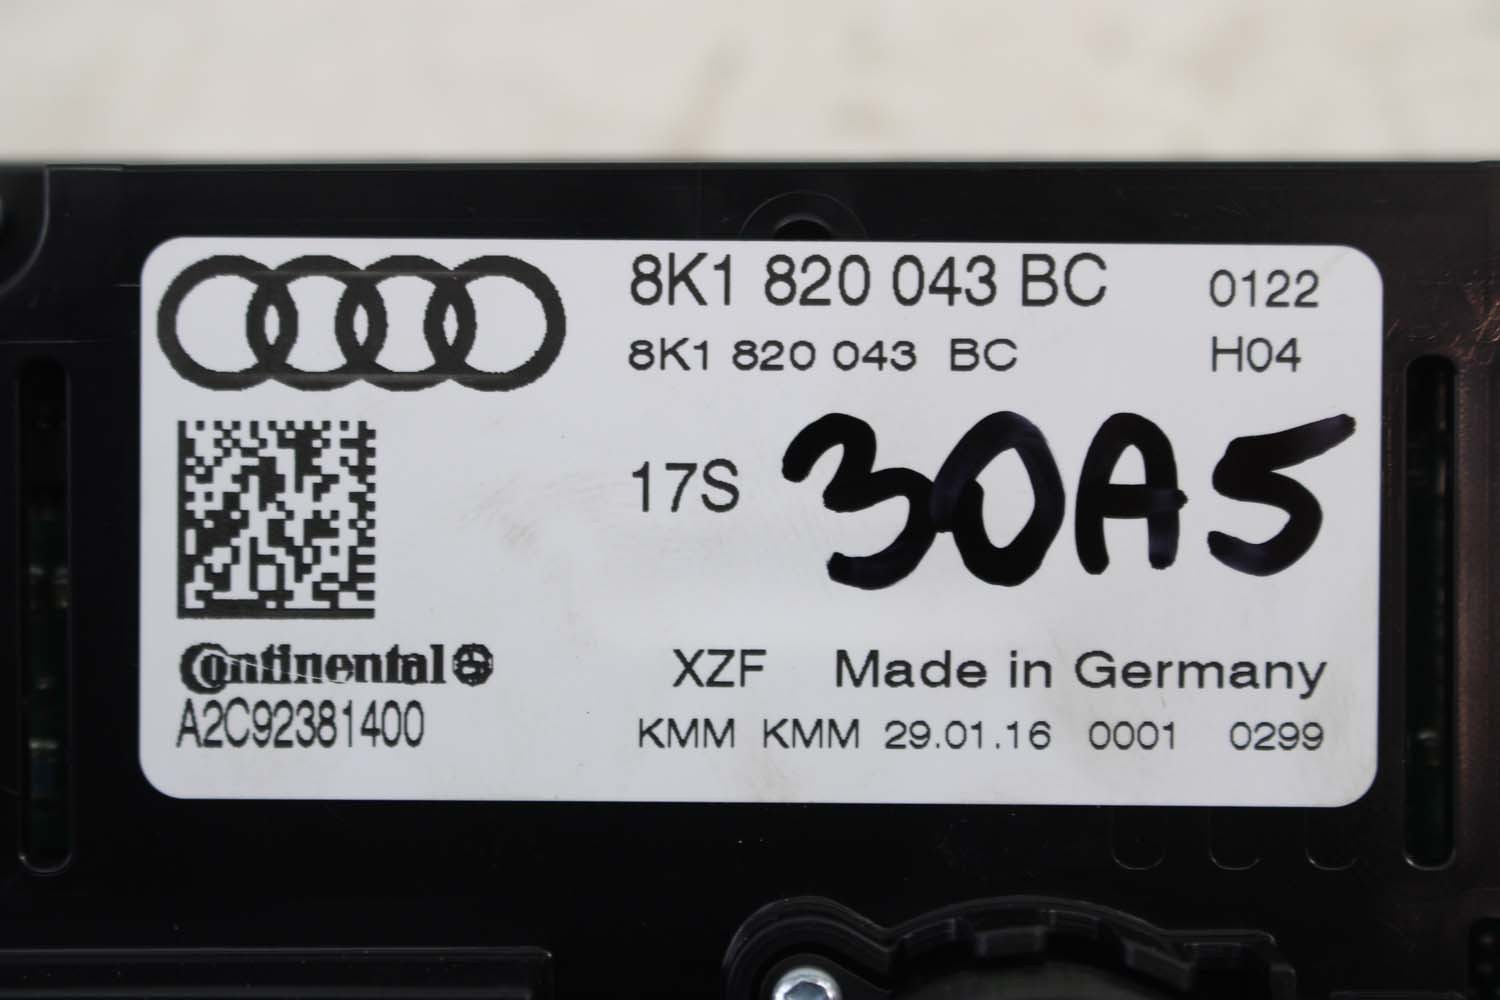 8K1 820 043 BC 0122
8K1 820 043 BC H04
17S 30A5
Continental
A2C92381400
XZF Made in Germany
KMM KMM 29.01.16 0001 0299